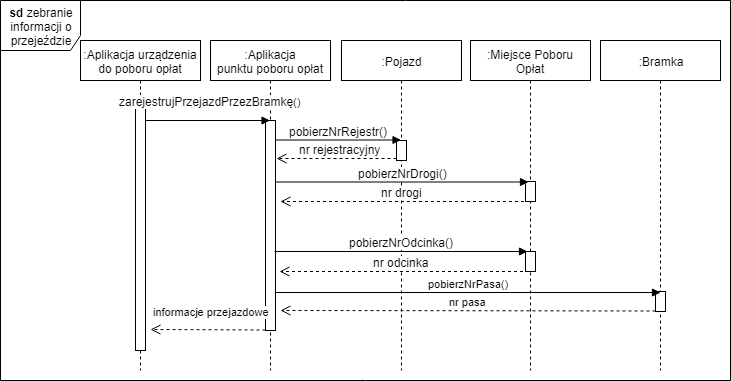 sd zebranie
informacji o
przejeździe
:Aplikacja urządzenia
do poboru opłat
:Aplikacja
punktu poboru opłat
:Pojazd
:Miejsce Poboru
Opłat
:Bramka
zarejestrujPrzejazdPrzezBramkę()
pobierzNrRejestr()
nr rejestracyjny
pobierzNrDrogi()
nr drogi
pobierzNrOdcinka()
nr odcinka
pobierzNrPasa()
nr pasa
informacje przejazdowe